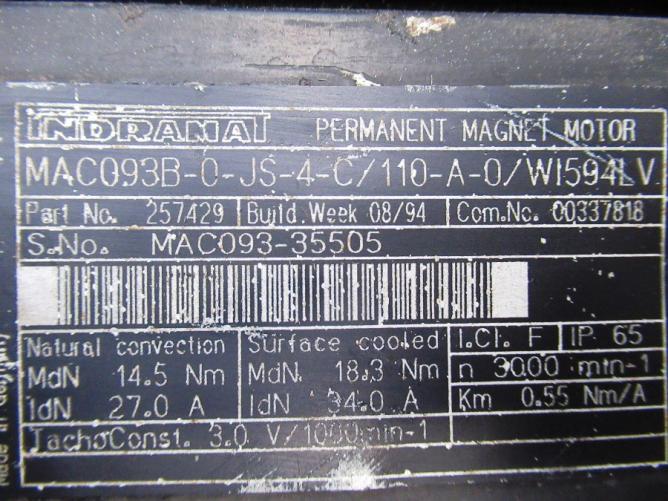 INDRAMAT PERMANENT MAGNET MOTOR
MAC093B-0-JS-4-C/110-A-0/WI594LV
Part No. 257429 Build.Week 08/94 Com.No. 00337818
S.No. MAC093-35505
Natural convection Surface cooled I.Cl. F IP 65
MdN 14.5 Nm MdN 18.3 Nm n 3000 min-1
IdN 27.0 A IdN 34.0 A Km 0.55 Nm/A
TachoConst. 3.0 V/1000min-1
Made in Germany